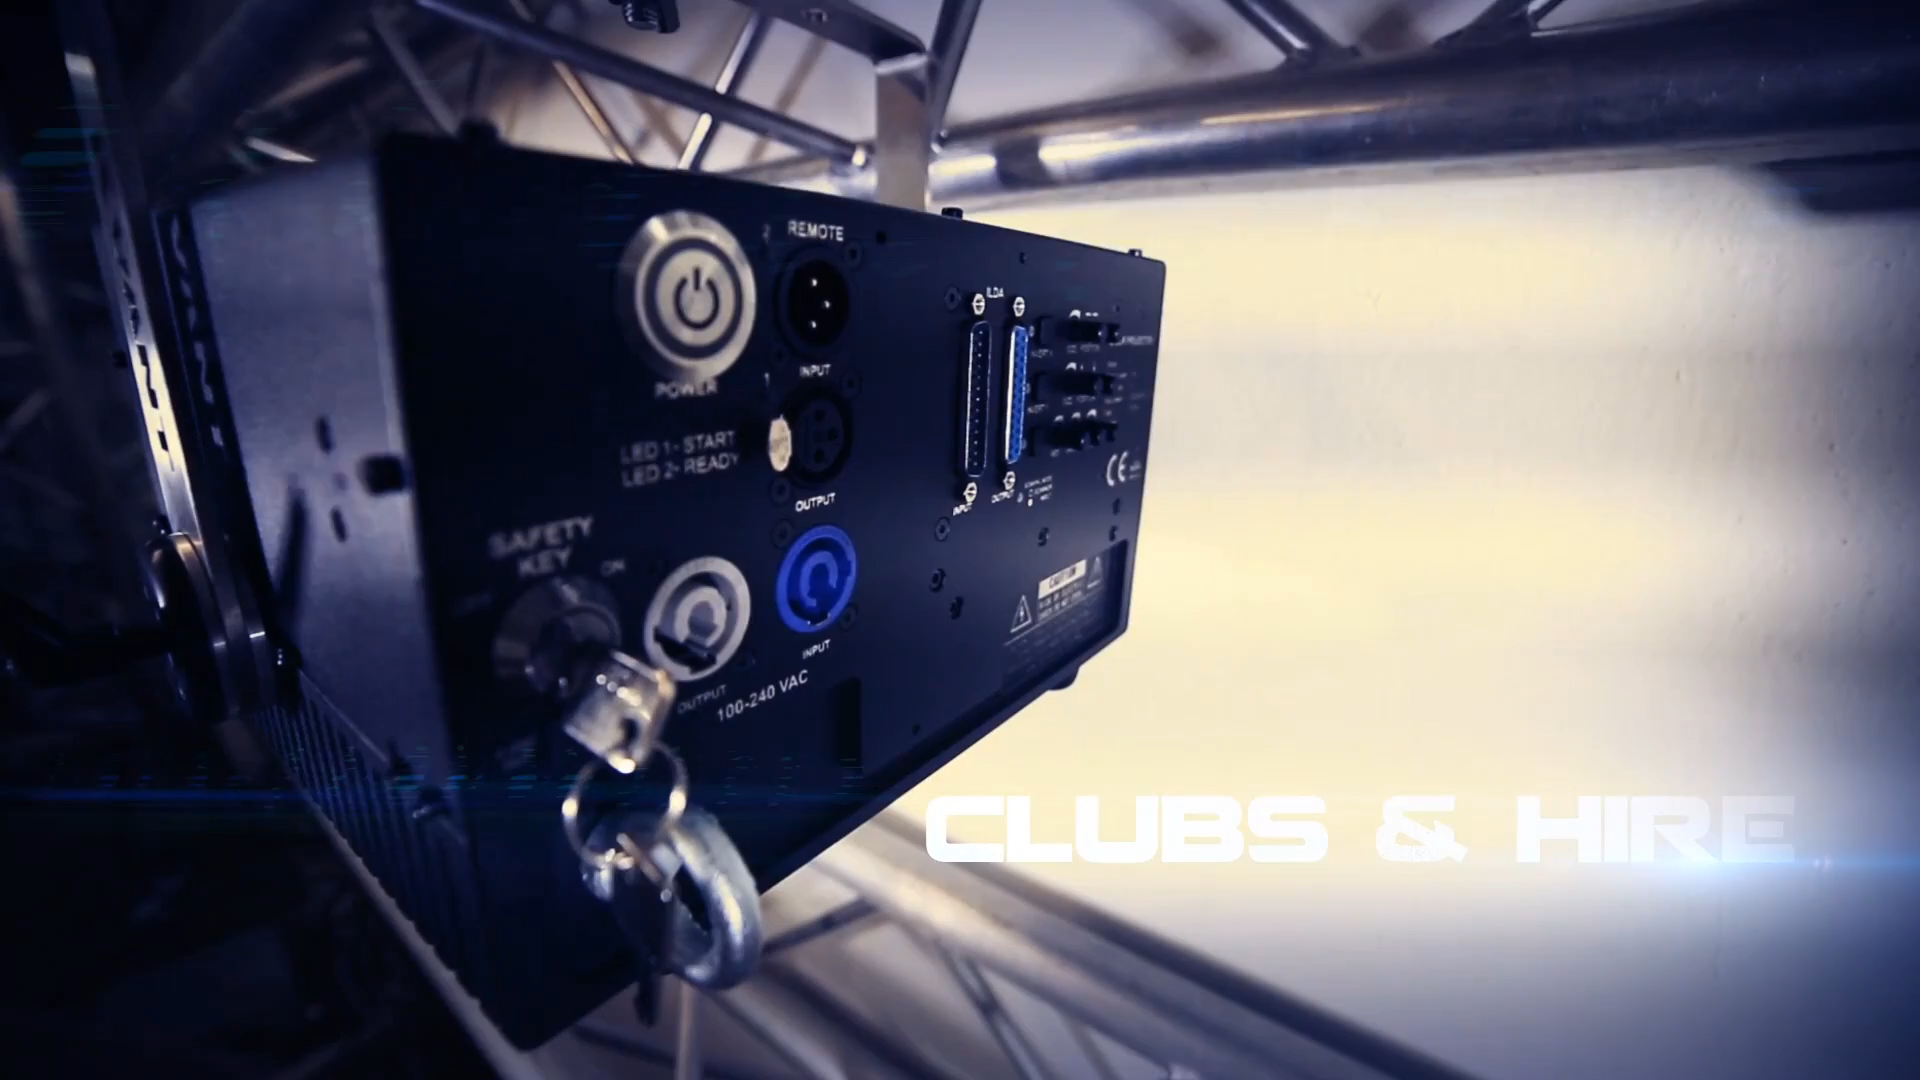 REMOTE
INPUT
POWER
LED 1- START
LED 2- READY
OUTPUT
SAFETY
KEY
ON
OUTPUT
INPUT
100-240 VAC
ILDA
INPUT
OUTPUT
CE
CAUTION
CLUBS & HIRE